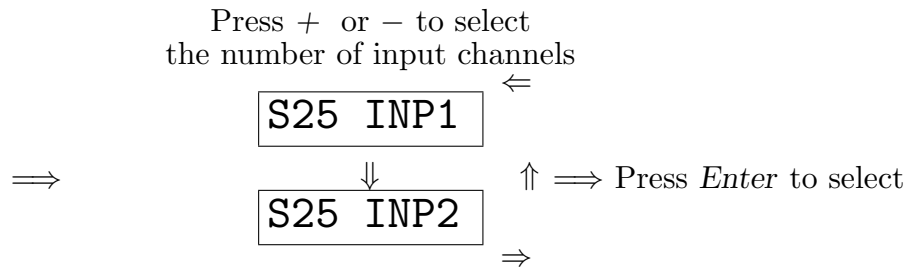 Press + or − to select
the number of input channels
⇐
S25 INP1
⟹ ⇓ ⇑ ⟹ Press Enter to select
S25 INP2
⇒